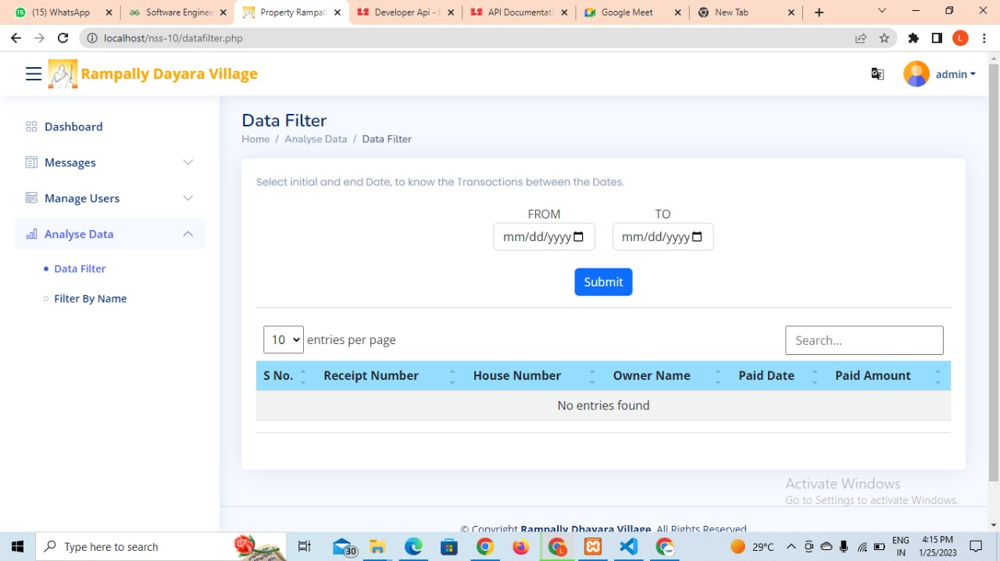 (15) WhatsApp
Software Enginee
Property Rampall
Developer Api - F
API Documentati
Google Meet
New Tab
localhost/nss-10/datafilter.php
L
Rampally Dayara Village
admin
Dashboard
Messages
Manage Users
Analyse Data
Data Filter
Filter By Name
Data Filter
Home / Analyse Data / Data Filter
Select initial and end Date, to know the Transactions between the Dates.
FROM TO
mm/dd/yyyy mm/dd/yyyy
Submit
10 entries per page
Search...
S No. Receipt Number House Number Owner Name Paid Date Paid Amount
No entries found
Activate Windows
Go to Settings to activate Windows.
© Copyright Rampally Dhayara Village. All Rights Reserved
Type here to search
30
L
29°C
ENG
IN
4:15 PM
1/25/2023